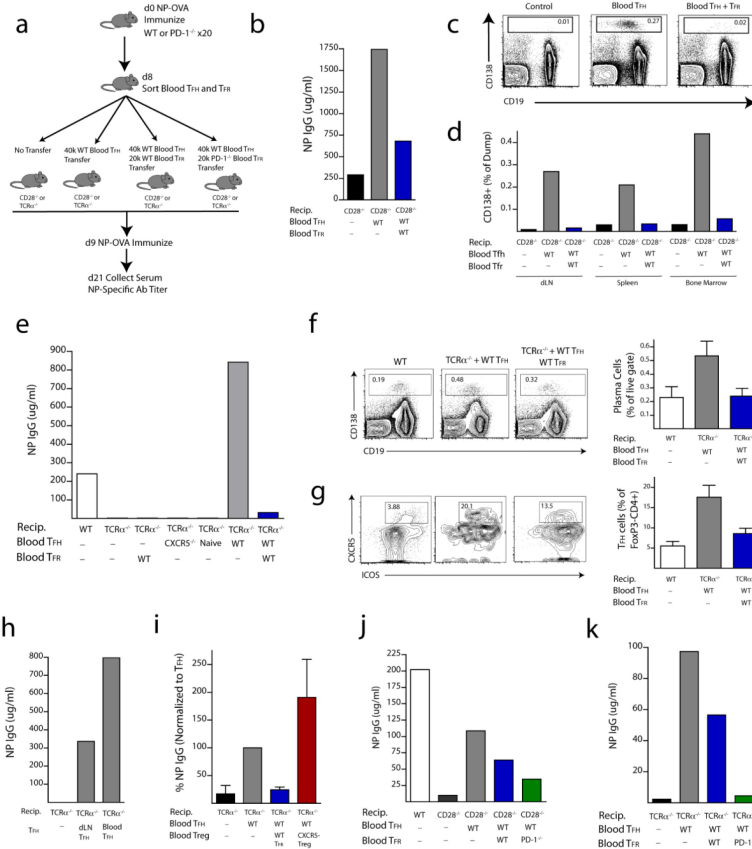 a
d0 NP-OVA
Immunize
WT or PD-1-/- x20
d8
Sort Blood TFH and TFR
No Transfer
40k WT Blood TFH
Transfer
40k WT Blood TFH
20k WT Blood TFR
Transfer
40k WT Blood TFH
20k PD-1-/- Blood TFR
Transfer
CD28-/- or
TCRα-/-
CD28-/- or
TCRα-/-
CD28-/- or
TCRα-/-
CD28-/- or
TCRα-/-
d9 NP-OVA Immunize
d21 Collect Serum
NP-Specific Ab Titer
b
NP IgG (ug/ml)
1750
1500
1250
1000
750
500
250
Recip. CD28-/- CD28-/- CD28-/-
Blood TFH – WT WT
Blood TFR – – WT
c
Control Blood TFH Blood TFH + TFR
0.01 0.27 0.02
CD138
CD19
d
CD138+ (% of Dump)
0.4
0.3
0.2
0.1
Recip. CD28-/- CD28-/- CD28-/- CD28-/- CD28-/- CD28-/- CD28-/- CD28-/- CD28-/-
Blood Tfh – WT WT – WT WT – WT WT
Blood Tfr – – WT – – WT – – WT
dLN Spleen Bone Marrow
e
NP IgG (ug/ml)
900
800
700
600
500
400
300
200
100
Recip. WT TCRα-/- TCRα-/- TCRα-/- TCRα-/- TCRα-/- TCRα-/-
Blood TFH – – – CXCR5-/- Naive WT WT
Blood TFR – – WT – – – WT
f
WT TCRα-/- + WT TFH TCRα-/- + WT TFH
WT TFR
0.19 0.48 0.32
CD138
CD19
Plasma Cells
(% of live gate)
0.6
0.5
0.4
0.3
0.2
0.1
Recip. WT TCRα-/- TCRα-/-
Blood TFH – WT WT
Blood TFR – – WT
g
3.88 20.1 13.5
CXCR5
ICOS
TFH cells (% of
FoxP3-CD4+)
20
15
10
5
Recip. WT TCRα-/- TCRα-/-
Blood TFH – WT WT
Blood TFR – – WT
h
NP IgG (ug/ml)
800
700
600
500
400
300
200
100
Recip. TCRα-/- TCRα-/- TCRα-/-
TFH – dLN Blood
TFH TFH
i
% NP IgG (Normalized to TFH)
250
200
150
100
50
Recip. TCRα-/- TCRα-/- TCRα-/- TCRα-/-
Blood TFH – WT WT WT
Blood Treg – – WT CXCR5-
TFR Treg
j
NP IgG (ug/ml)
225
200
175
150
125
100
75
50
25
Recip. WT CD28-/- CD28-/- CD28-/- CD28-/-
Blood TFH – – WT WT WT
Blood TFR – – – WT PD-1-/-
k
NP IgG (ug/ml)
100
80
60
40
20
Recip. TCRα-/- TCRα-/- TCRα-/- TCRα
Blood TFH – WT WT WT
Blood TFR – – WT PD-1